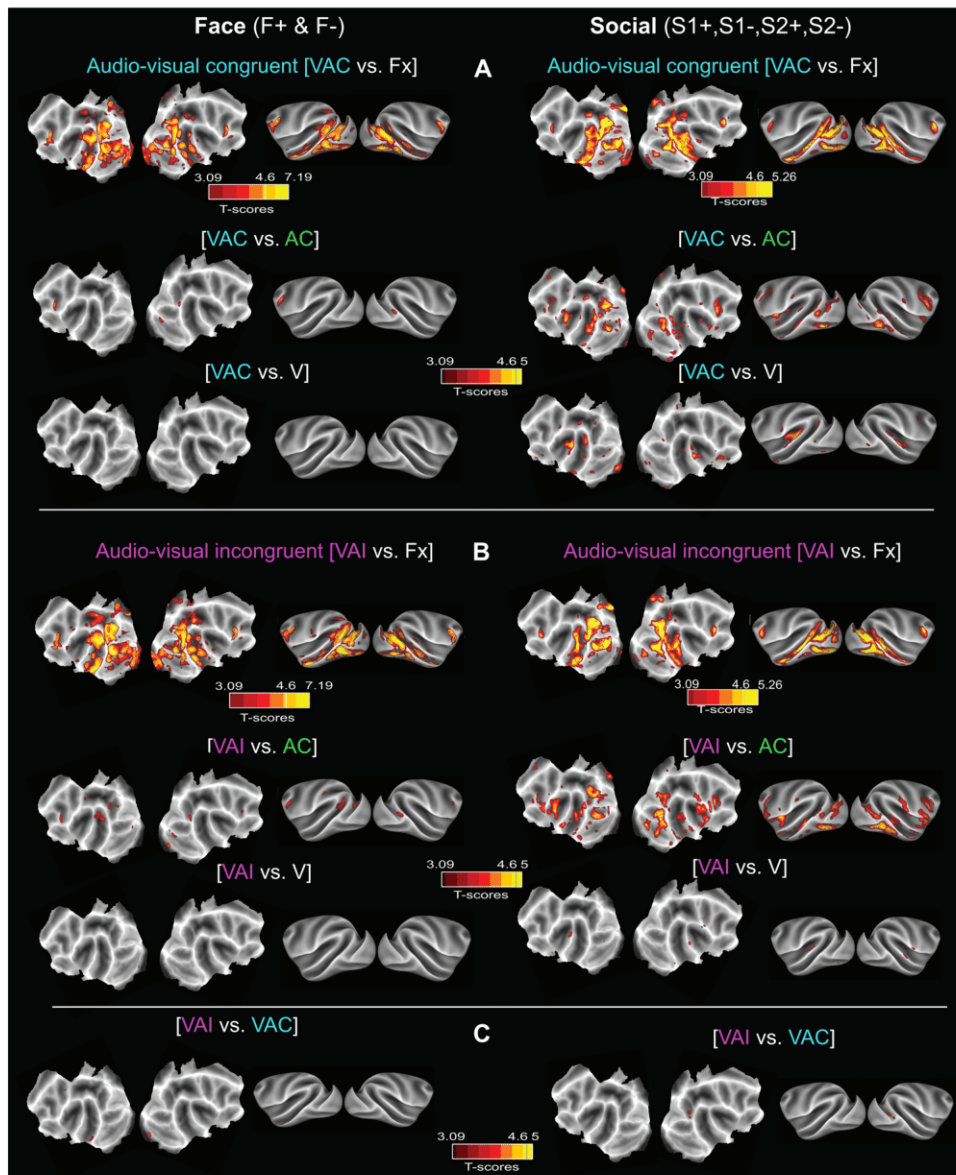 Face (F+ & F-)
Social (S1+,S1-,S2+,S2-)
Audio-visual congruent [VAC vs. Fx]
A
Audio-visual congruent [VAC vs. Fx]
3.09 4.6 7.19
T-scores
3.09 4.6 5.26
T-scores
[VAC vs. AC]
[VAC vs. AC]
3.09 4.6 5
T-scores
[VAC vs. V]
[VAC vs. V]
Audio-visual incongruent [VAI vs. Fx]
B
Audio-visual incongruent [VAI vs. Fx]
3.09 4.6 7.19
T-scores
3.09 4.6 5.26
T-scores
[VAI vs. AC]
[VAI vs. AC]
3.09 4.6 5
T-scores
[VAI vs. V]
[VAI vs. V]
[VAI vs. VAC]
C
[VAI vs. VAC]
3.09 4.6 5
T-scores